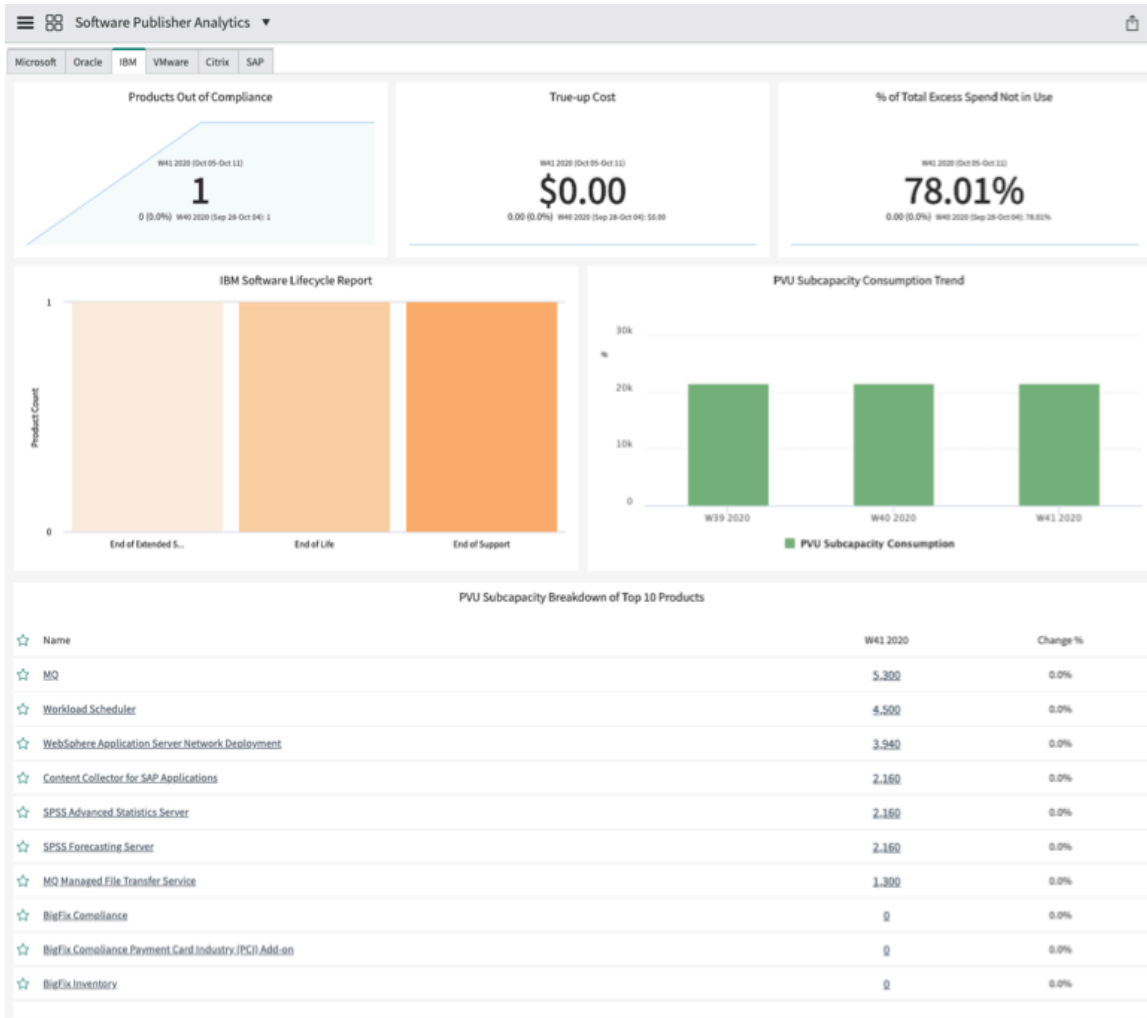 Software Publisher Analytics ▼
Microsoft Oracle IBM VMware Citrix SAP
Products Out of Compliance
W41 2020 (Oct 05-Oct 11)
1
0 (0.0%) W40 2020 (Sep 28-Oct 04): 1
True-up Cost
W41 2020 (Oct 05-Oct 11)
$0.00
0.00 (0.0%) W40 2020 (Sep 28-Oct 04): $0.00
% of Total Excess Spend Not in Use
W41 2020 (Oct 05-Oct 11)
78.01%
0.00 (0.0%) W40 2020 (Sep 28-Oct 04): 78.01%
IBM Software Lifecycle Report
1
Product Count
0
End of Extended S... End of Life End of Support
PVU Subcapacity Consumption Trend
30k
20k
10k
0
W39 2020 W40 2020 W41 2020
PVU Subcapacity Consumption
PVU Subcapacity Breakdown of Top 10 Products
Name W41 2020 Change %
MQ 5,300 0.0%
Workload Scheduler 4,500 0.0%
WebSphere Application Server Network Deployment 3,940 0.0%
Content Collector for SAP Applications 2,160 0.0%
SPSS Advanced Statistics Server 2,160 0.0%
SPSS Forecasting Server 2,160 0.0%
MQ Managed File Transfer Service 1,300 0.0%
BigFix Compliance 0 0.0%
BigFix Compliance Payment Card Industry (PCI) Add-on 0 0.0%
BigFix Inventory 0 0.0%